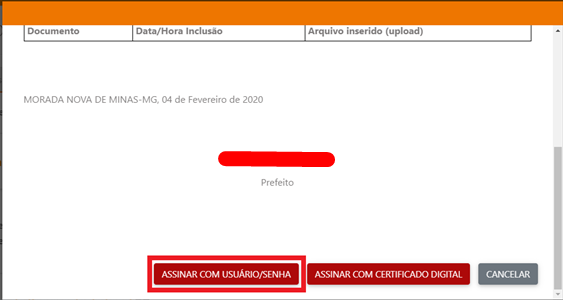 Documento Data/Hora Inclusão Arquivo inserido (upload)
MORADA NOVA DE MINAS-MG, 04 de Fevereiro de 2020
Prefeito
ASSINAR COM USUÁRIO/SENHA ASSINAR COM CERTIFICADO DIGITAL CANCELAR